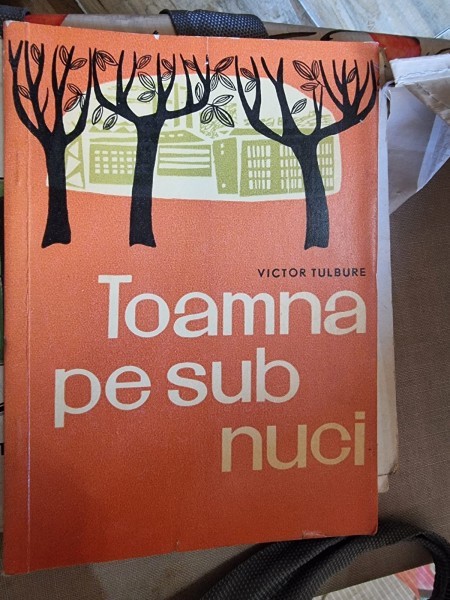 VICTOR TULBURE
Toamna
pe sub
nuci